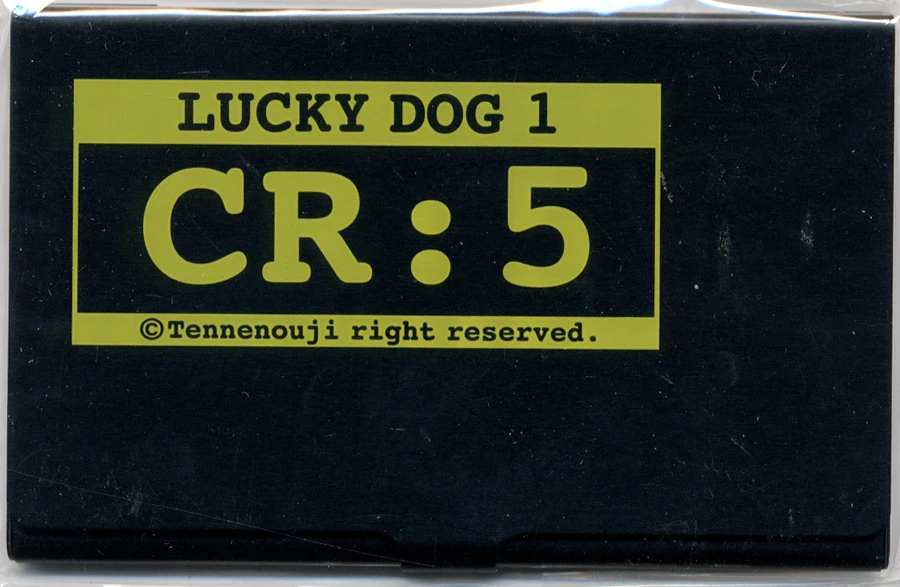 LUCKY DOG 1
CR:5
©Tennenouji right reserved.